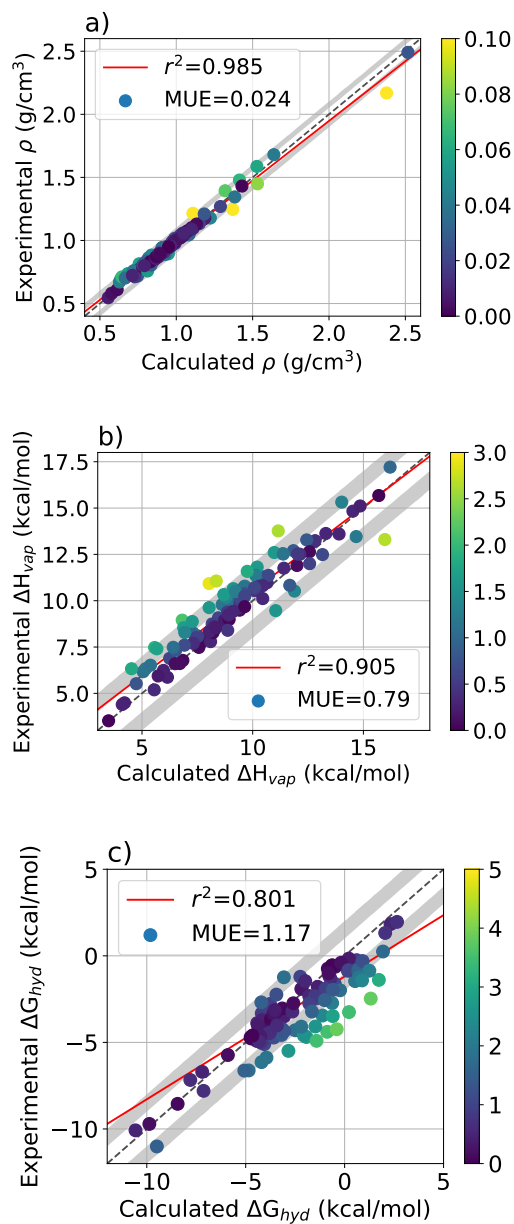 a)
2.5
2.0
1.5
1.0
0.5
Experimental ρ (g/cm³)
r²=0.985
MUE=0.024
0.5 1.0 1.5 2.0 2.5
Calculated ρ (g/cm³)
0.10
0.08
0.06
0.04
0.02
0.00
b)
17.5
15.0
12.5
10.0
7.5
5.0
Experimental ΔH_vap (kcal/mol)
r²=0.905
MUE=0.79
5 10 15
Calculated ΔH_vap (kcal/mol)
3.0
2.5
2.0
1.5
1.0
0.5
0.0
c)
5
0
−5
−10
Experimental ΔG_hyd (kcal/mol)
r²=0.801
MUE=1.17
−10 −5 0 5
Calculated ΔG_hyd (kcal/mol)
5
4
3
2
1
0